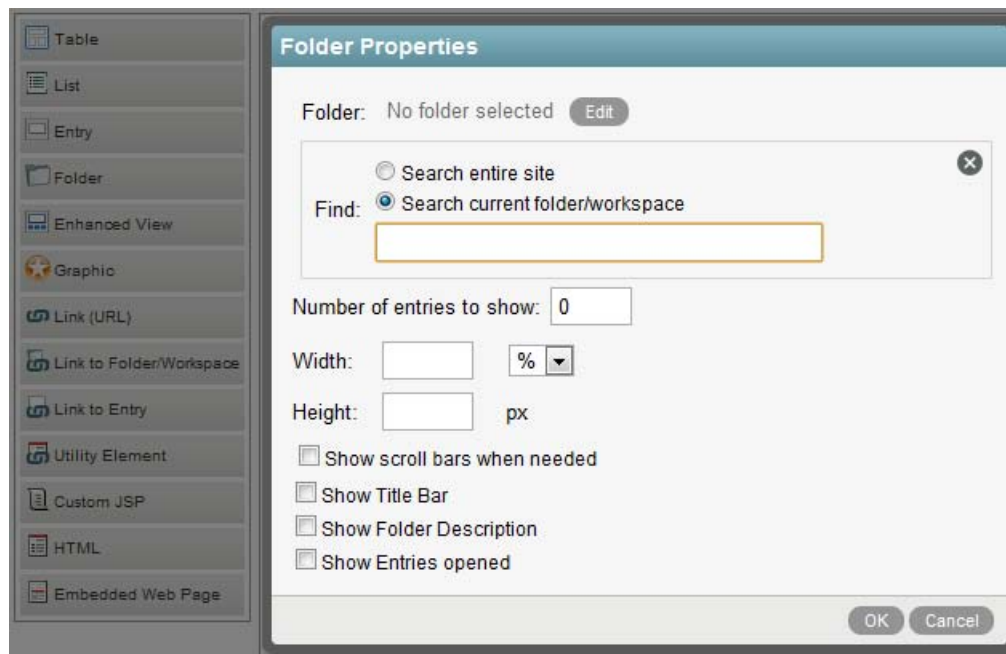 Table
List
Entry
Folder
Enhanced View
Graphic
Link (URL)
Link to Folder/Workspace
Link to Entry
Utility Element
Custom JSP
HTML
Embedded Web Page
Folder Properties
Folder: No folder selected Edit
Search entire site
Find: Search current folder/workspace
Number of entries to show: 0
Width: %
Height: px
Show scroll bars when needed
Show Title Bar
Show Folder Description
Show Entries opened
OK Cancel